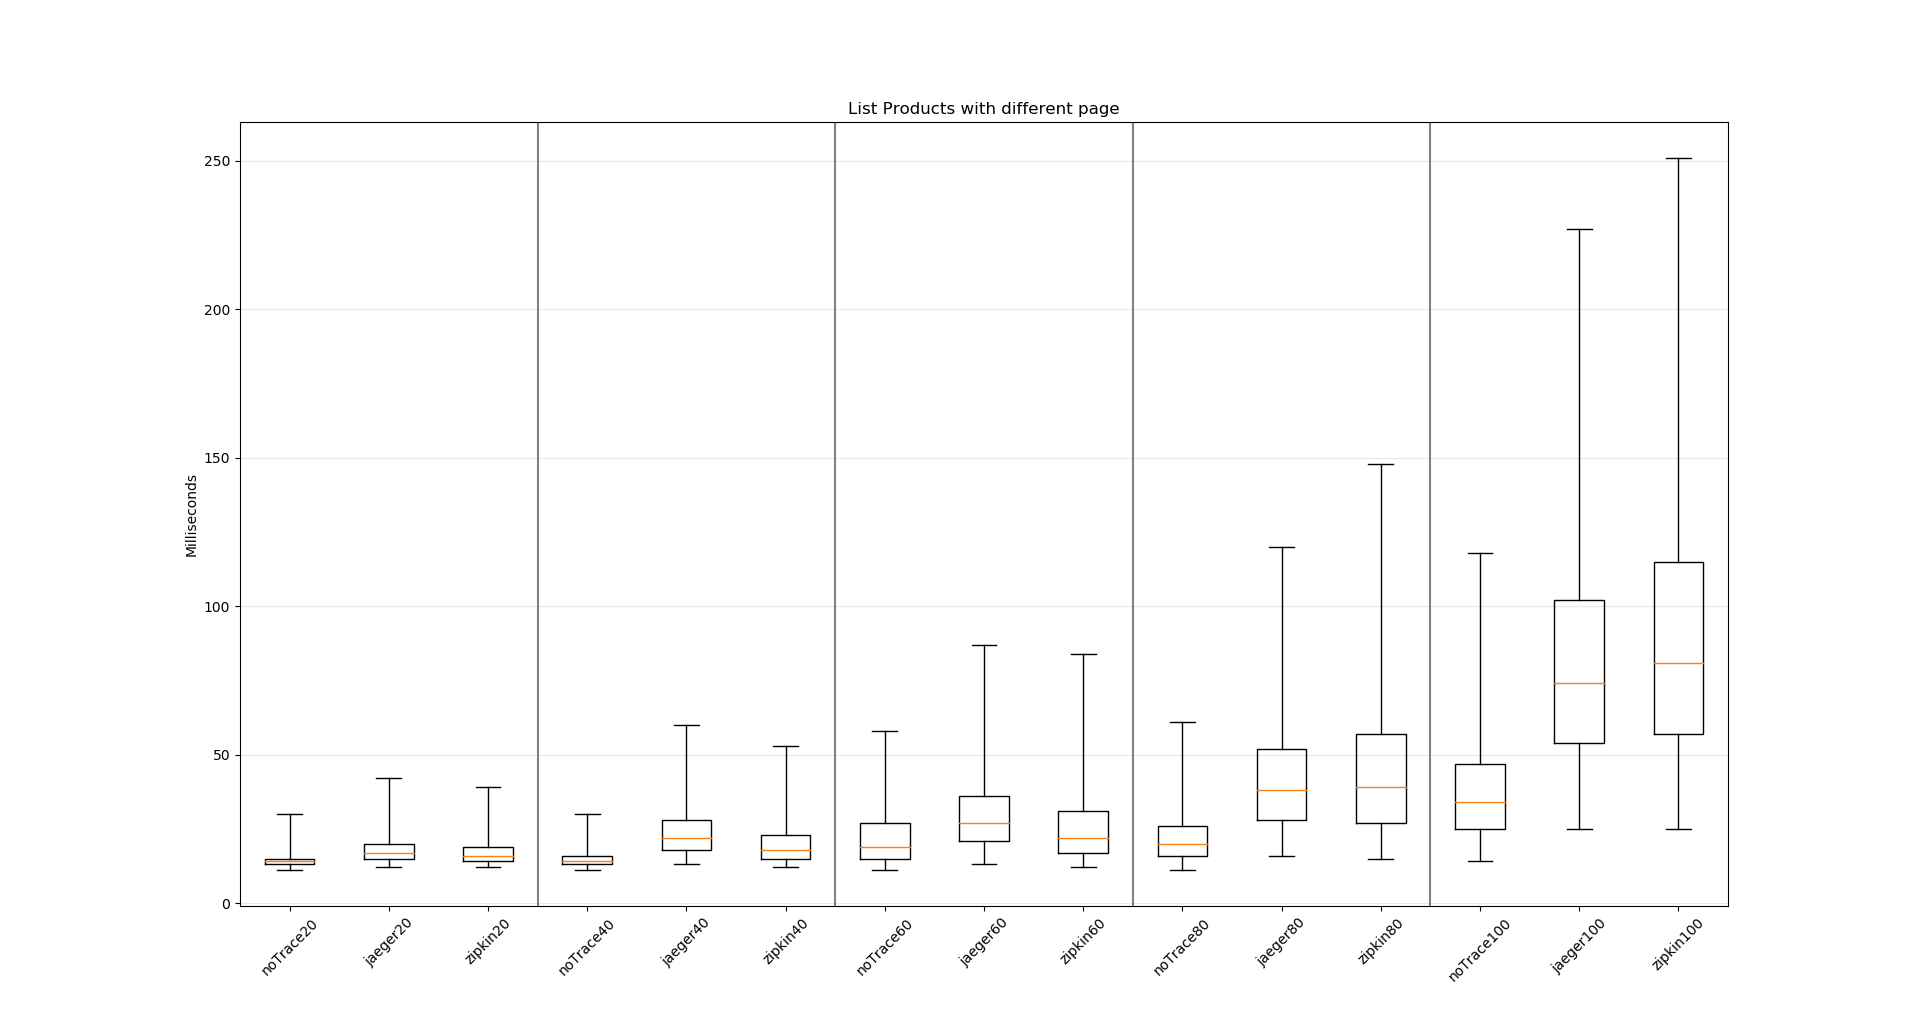 List Products with different page
Milliseconds
250
200
150
100
50
0
noTrace20
jaeger20
zipkin20
noTrace40
jaeger40
zipkin40
noTrace60
jaeger60
zipkin60
noTrace80
jaeger80
zipkin80
noTrace100
jaeger100
zipkin100